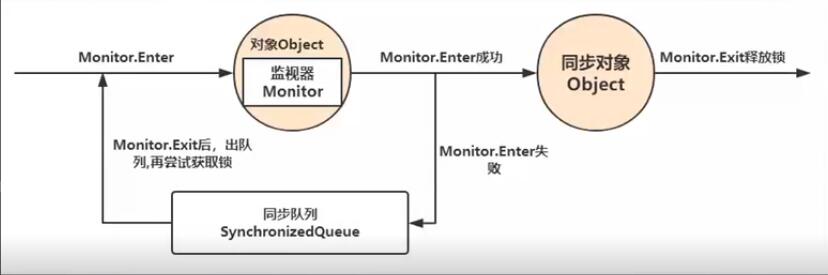 Monitor.Enter
对象Object
监视器
Monitor
Monitor.Enter成功
同步对象
Object
Monitor.Exit释放锁
Monitor.Exit后，出队
列,再尝试获取锁
Monitor.Enter失
败
同步队列
SynchronizedQueue